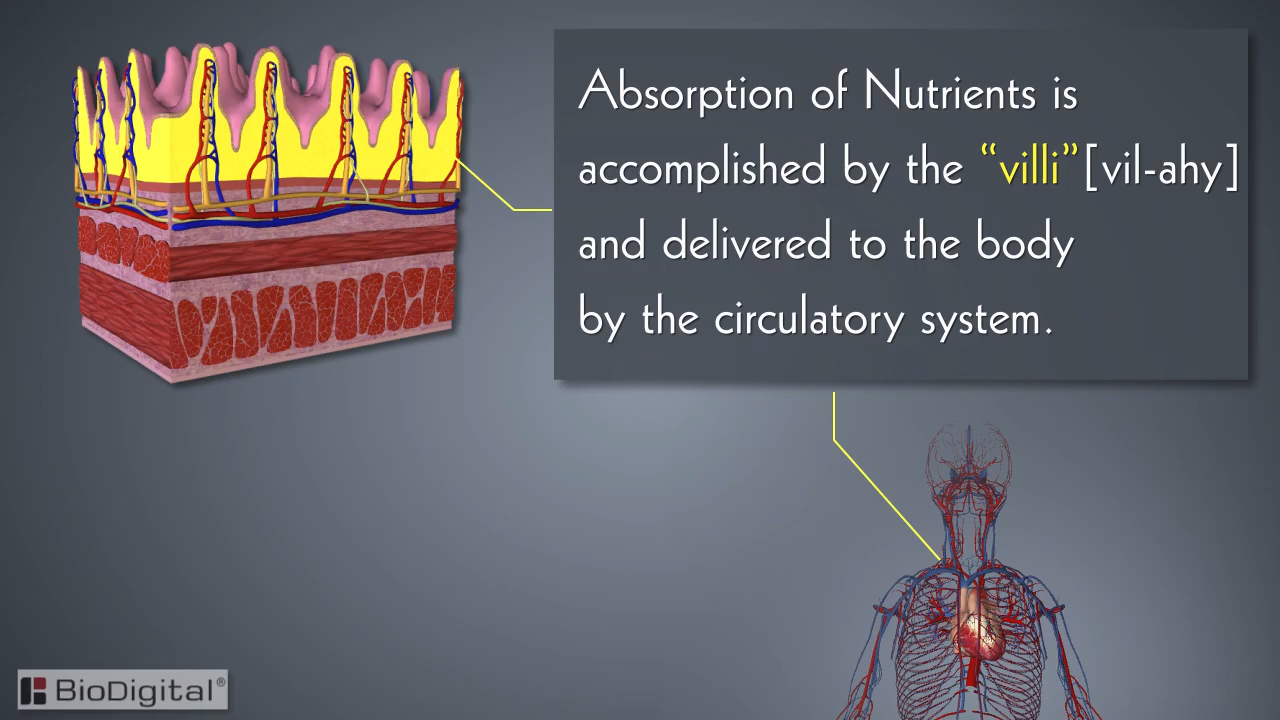 Absorption of Nutrients is
accomplished by the “villi” [vil-ahy]
and delivered to the body
by the circulatory system.
BioDigital®